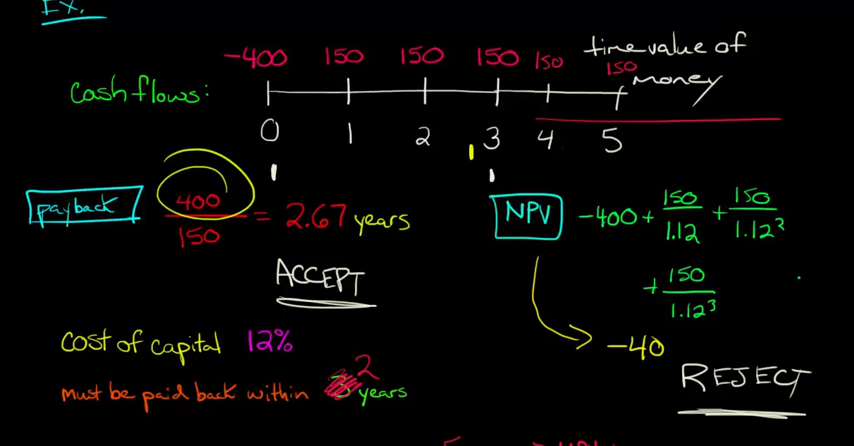 Ex.
-400 150 150 150 150 150
time value of
money
cash flows:
0 1 2 3 4 5
payback
400
150
= 2.67 years
ACCEPT
NPV
-400 + 150/1.12 + 150/1.12²
+ 150/1.12³
-40
REJECT
cost of capital 12%
must be paid back within 2 years